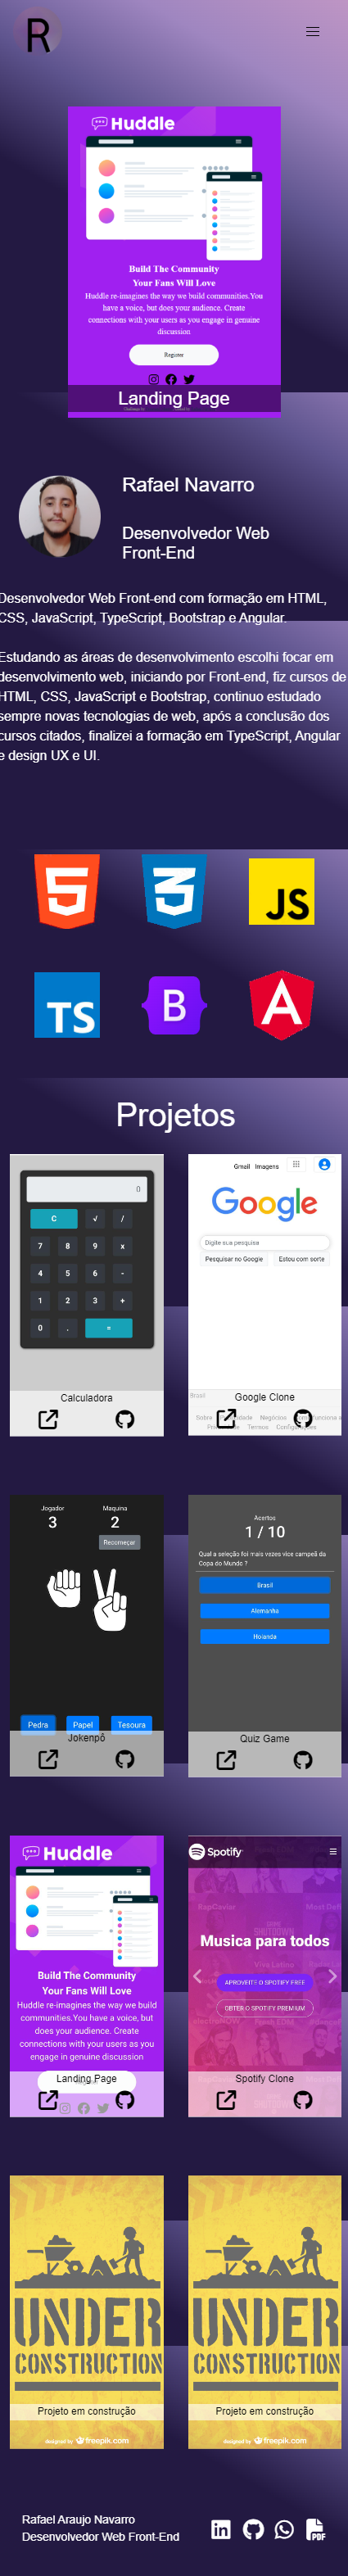 R
Huddle
Build The Community
Your Fans Will Love
Huddle re-imagines the way we build communities.You
have a voice, but does your audience. Create
connections with your users as you engage in genuine
discussion
Register
Landing Page
Rafael Navarro
Desenvolvedor Web
Front-End
Desenvolvedor Web Front-end com formação em HTML,
CSS, JavaScript, TypeScript, Bootstrap e Angular.
Estudando as áreas de desenvolvimento escolhi focar em
desenvolvimento web, iniciando por Front-end, fiz cursos de
HTML, CSS, JavaScript e Bootstrap, continuo estudado
sempre novas tecnologias de web, após a conclusão dos
cursos citados, finalizei a formação em TypeScript, Angular
e design UX e UI.
5 3 JS
TS B A
Projetos
0
C √ /
7 8 9 x
4 5 6 -
1 2 3 +
0 . =
Calculadora
Gmail Imagens
Google
Digite sua pesquisa
Pesquisar no Google Estou com sorte
Brasil
Google Clone
Sobre Negócios
Termos
Jogador Maquina
3 2
Recomeçar
Pedra Papel Tesoura
Jokenpô
Acertos
1 / 10
Qual a seleção foi mais vezes vice campeã da
Copa do Mundo ?
Brasil
Alemanha
Holanda
Quiz Game
Huddle
Build The Community
Your Fans Will Love
Huddle re-imagines the way we build
communities.You have a voice, but
does your audience. Create
connections with your users as you
engage in genuine discussion
Landing Page
Spotify
Musica para todos
APROVEITE O SPOTIFY FREE
OBTER O SPOTIFY PREMIUM
Spotify Clone
UNDER
CONSTRUCTION
Projeto em construção
designed by freepik.com
UNDER
CONSTRUCTION
Projeto em construção
designed by freepik.com
Rafael Araujo Navarro
Desenvolvedor Web Front-End
in
PDF